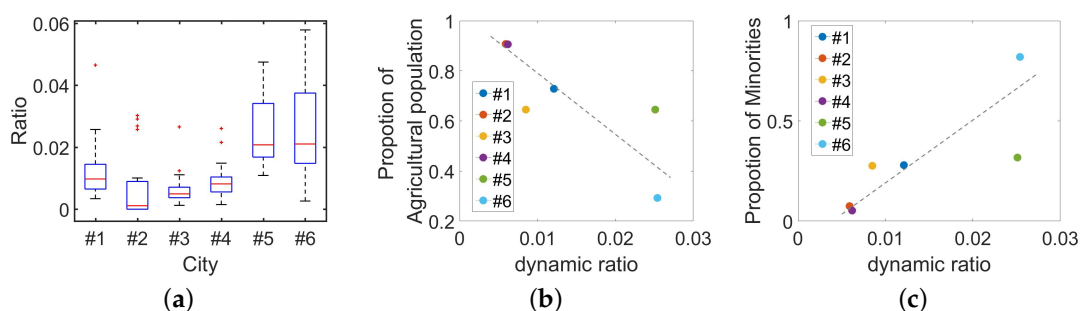 0.06
0.04
0.02
0
Ratio
#1 #2 #3 #4 #5 #6
City
(a)
1
0.8
0.6
0.4
0.2
Propotion of
Agricultural population
#1
#2
#3
#4
#5
#6
0 0.01 0.02 0.03
dynamic ratio
(b)
1
0.5
0
Propotion of Minorities
#1
#2
#3
#4
#5
#6
0 0.01 0.02 0.03
dynamic ratio
(c)